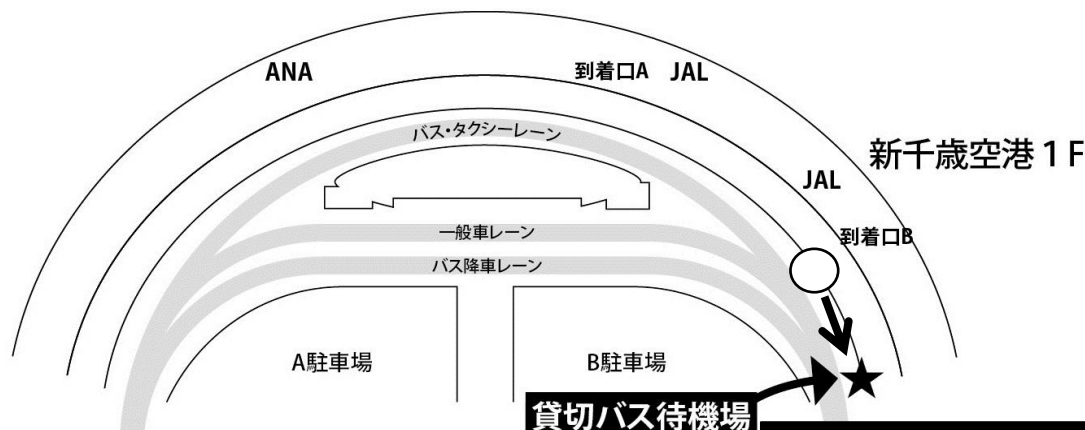 ANA
到着口A JAL
バス・タクシーレーン
新千歳空港1F
JAL
到着口B
一般車レーン
バス降車レーン
A駐車場
B駐車場
貸切バス待機場